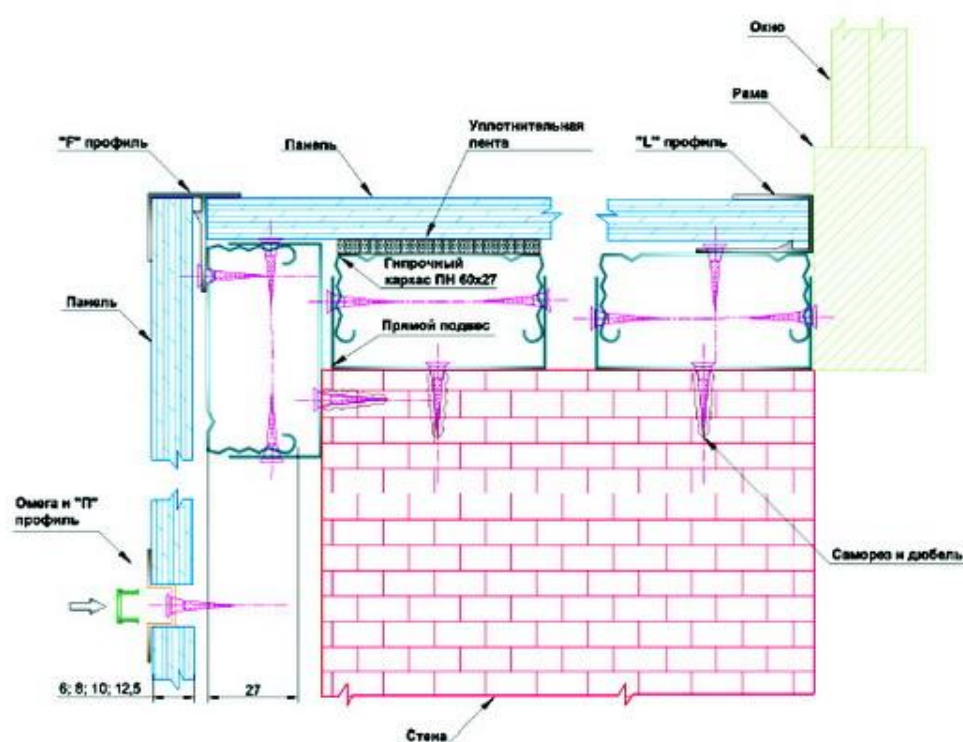 Окно
Рама
"F" профиль
Панель
Уплотнительная
лента
"L" профиль
Гипрочный
каркас ПН 60x27
Панель
Прямой подвес
Омега и "П"
профиль
Саморез и дюбель
6; 8; 10; 12,5
27
Стена